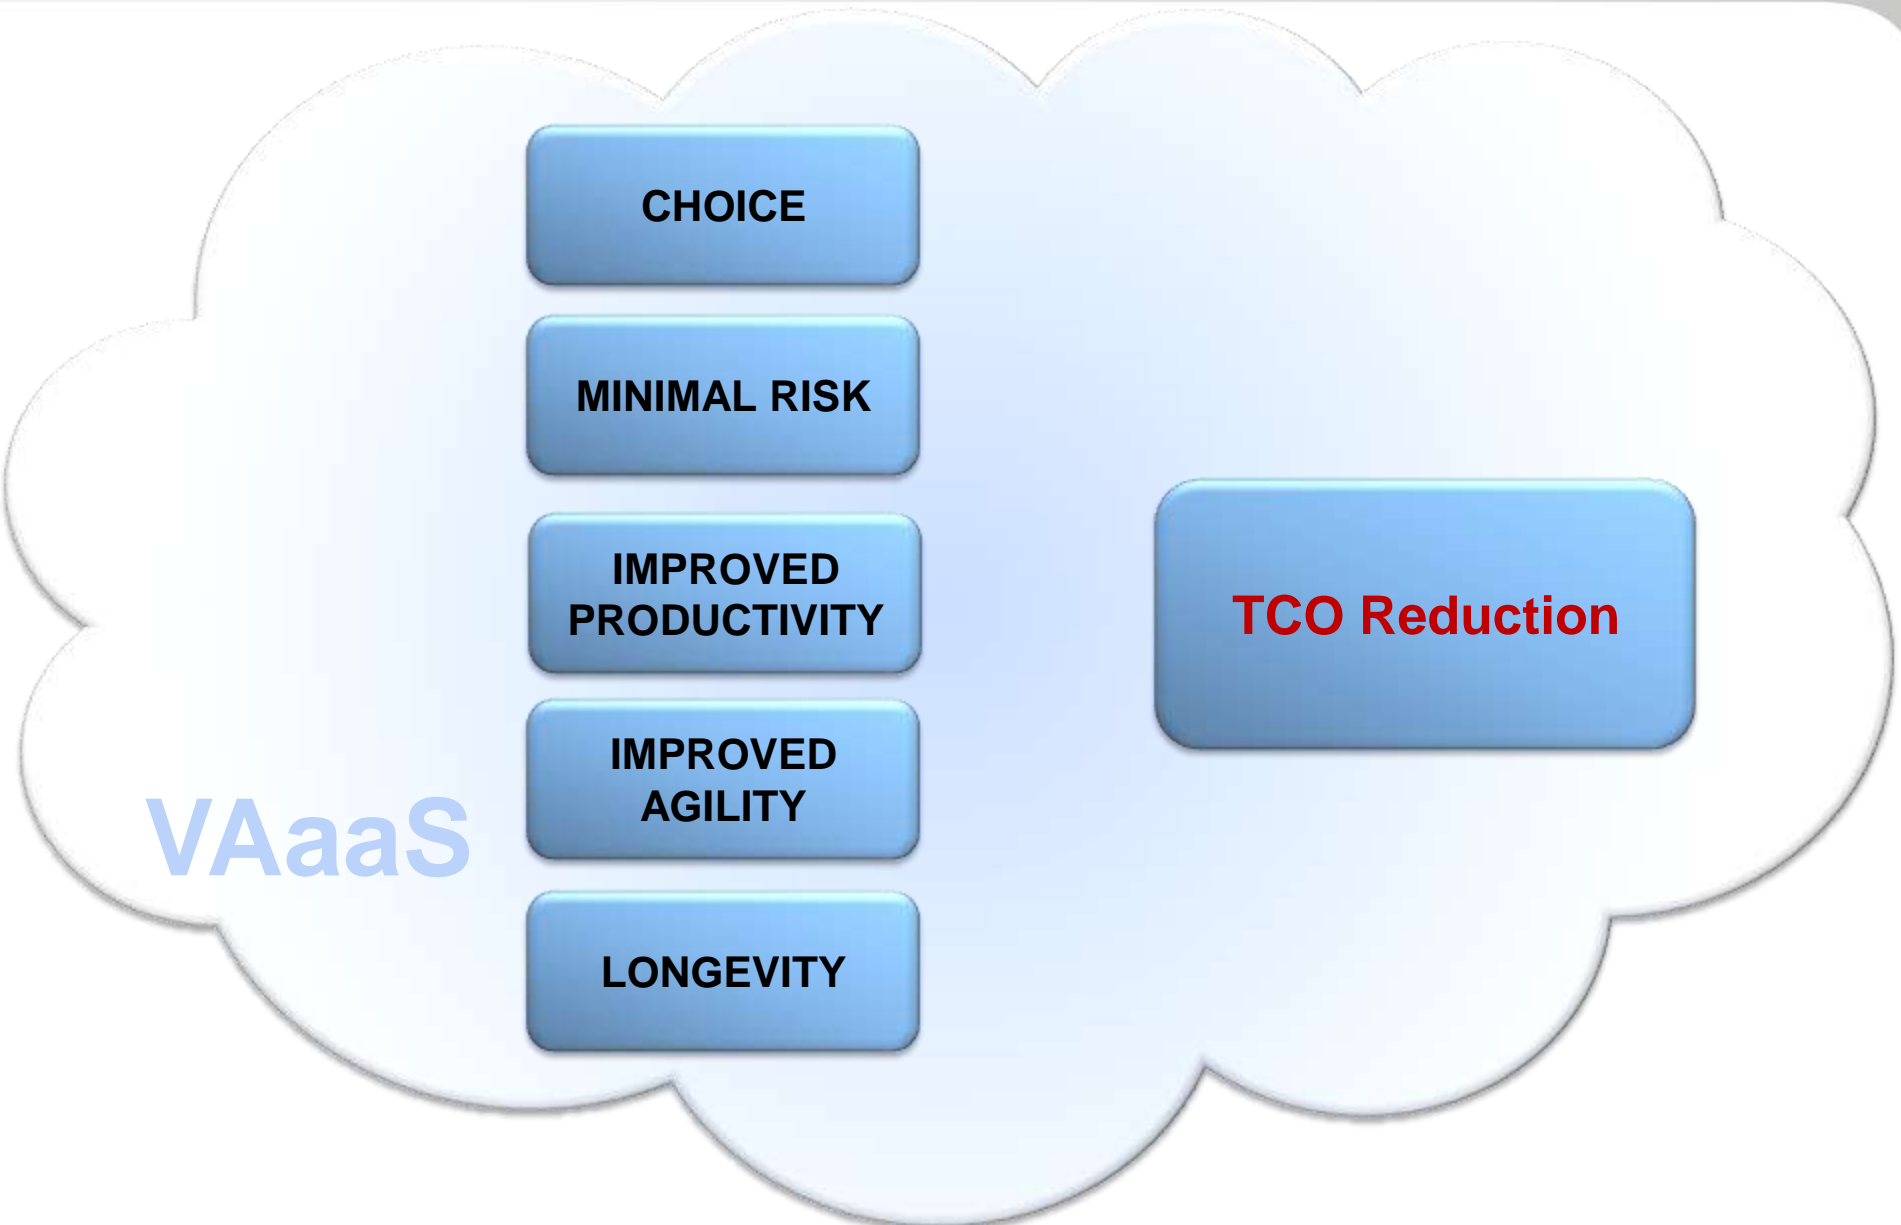 CHOICE
MINIMAL RISK
IMPROVED
PRODUCTIVITY
IMPROVED
AGILITY
LONGEVITY
VAaaS
TCO Reduction